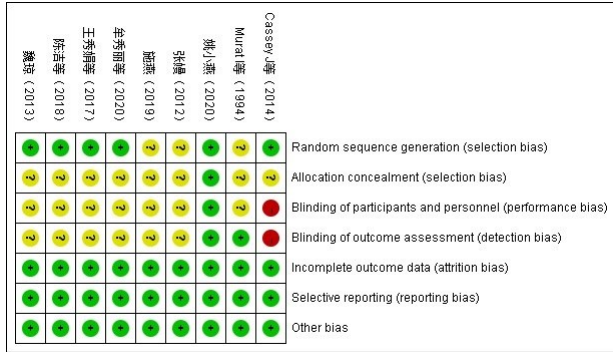 魏琼（2013）
陈洁等（2018）
王秀娟等（2017）
牟秀丽等（2020）
施燕（2019）
张幔（2012）
姚小燕（2020）
Murat I等（1994）
Cassey J等（2014）
+ + + + ? ? + ? + Random sequence generation (selection bias)
? ? ? ? ? ? + ? ? Allocation concealment (selection bias)
? ? ? ? ? ? + ? Blinding of participants and personnel (performance bias)
? ? ? ? ? ? + + Blinding of outcome assessment (detection bias)
+ + + + + + + + + Incomplete outcome data (attrition bias)
+ + + + + + + + + Selective reporting (reporting bias)
+ + + + + + + + + Other bias